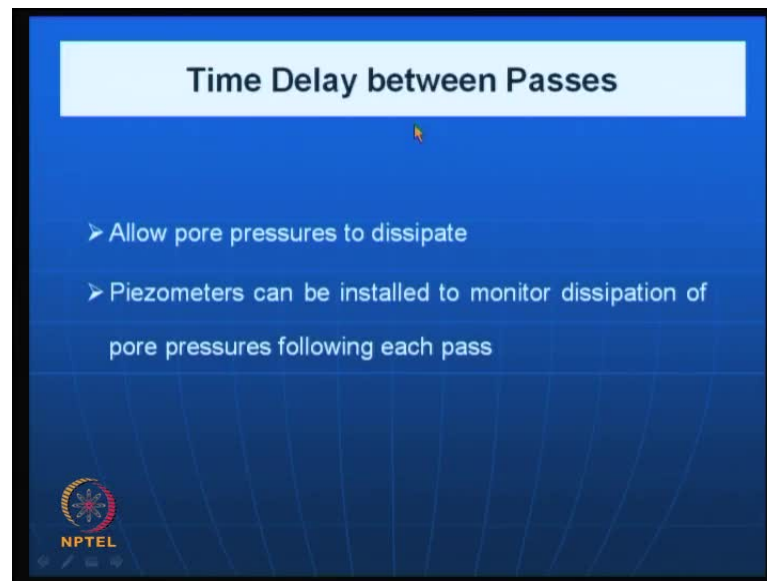 Time Delay between Passes
➢ Allow pore pressures to dissipate
➢ Piezometers can be installed to monitor dissipation of
pore pressures following each pass
NPTEL